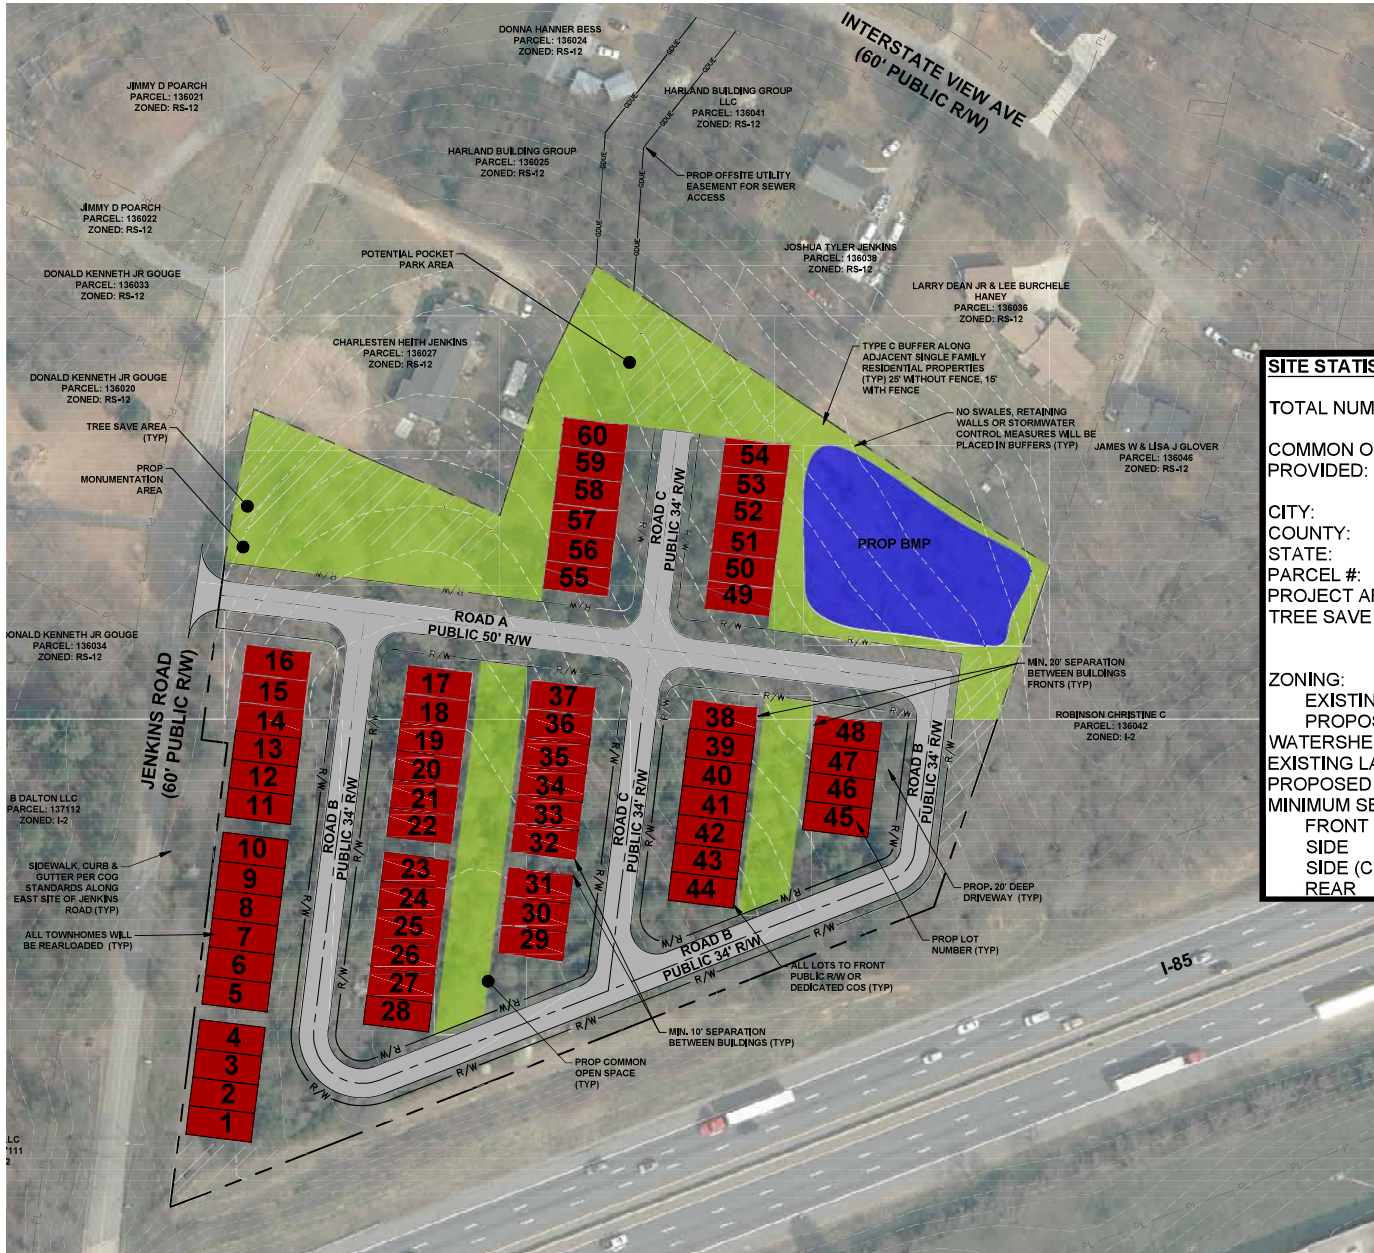 DONNA HANNER BESS
PARCEL: 136024
ZONED: RS-12
INTERSTATE VIEW AVE
(60' PUBLIC R/W)
JIMMY D POARCH
PARCEL: 136021
ZONED: RS-12
HARLAND BUILDING GROUP
LLC
PARCEL: 136041
ZONED: RS-12
HARLAND BUILDING GROUP
PARCEL: 136025
ZONED: RS-12
PROP OFFSITE UTILITY
EASEMENT FOR SEWER
ACCESS
JIMMY D POARCH
PARCEL: 136022
ZONED: RS-12
POTENTIAL POCKET
PARK AREA
JOSHUA TYLER JENKINS
PARCEL: 136038
ZONED: RS-12
DONALD KENNETH JR GOUGE
PARCEL: 136033
ZONED: RS-12
LARRY DEAN JR & LEE BURCHELE
HANEY
PARCEL: 136036
ZONED: RS-12
CHARLESTEN HEITH JENKINS
PARCEL: 136027
ZONED: RS-12
TYPE C BUFFER ALONG
ADJACENT SINGLE FAMILY
RESIDENTIAL PROPERTIES
(TYP) 25' WITHOUT FENCE, 15'
WITH FENCE
DONALD KENNETH JR GOUGE
PARCEL: 136020
ZONED: RS-12
TREE SAVE AREA
(TYP)
NO SWALES, RETAINING
WALLS OR STORMWATER
CONTROL MEASURES WILL BE
PLACED IN BUFFERS (TYP)
JAMES W & LISA J GLOVER
PARCEL: 136046
ZONED: RS-12
PROP
MONUMENTATION
AREA
60
59
58
57
56
55
ROAD C
PUBLIC 34' R/W
54
53
52
51
50
49
PROP BMP
ROAD A
PUBLIC 50' R/W
DONALD KENNETH JR GOUGE
PARCEL: 136034
ZONED: RS-12
JENKINS ROAD
(60' PUBLIC R/W)
MIN. 20' SEPARATION
BETWEEN BUILDINGS
FRONTS (TYP)
ROBINSON CHRISTINE C
PARCEL: 136042
ZONED: I-2
16
15
14
13
12
11
10
9
8
7
6
5
4
3
2
1
ROAD B
PUBLIC 34' R/W
17
18
19
20
21
22
23
24
25
26
27
28
37
36
35
34
33
32
31
30
29
ROAD C
PUBLIC 34' R/W
38
39
40
41
42
43
44
48
47
46
45
ROAD B
PUBLIC 34' R/W
B DALTON LLC
PARCEL: 137112
ZONED: I-2
SIDEWALK, CURB &
GUTTER PER COG
STANDARDS ALONG
EAST SITE OF JENKINS
ROAD (TYP)
ALL TOWNHOMES WILL
BE REARLOADED (TYP)
PROP. 20' DEEP
DRIVEWAY (TYP)
PROP LOT
NUMBER (TYP)
ROAD B
PUBLIC 34' R/W
ALL LOTS TO FRONT
PUBLIC R/W OR
DEDICATED COS (TYP)
I-85
MIN. 10' SEPARATION
BETWEEN BUILDINGS (TYP)
PROP COMMON
OPEN SPACE
(TYP)
SITE STATIS
TOTAL NUM
COMMON O
PROVIDED:
CITY:
COUNTY:
STATE:
PARCEL #:
PROJECT AR
TREE SAVE
ZONING:
EXISTIN
PROPOS
WATERSHE
EXISTING LA
PROPOSED
MINIMUM SE
FRONT
SIDE
SIDE (C
REAR